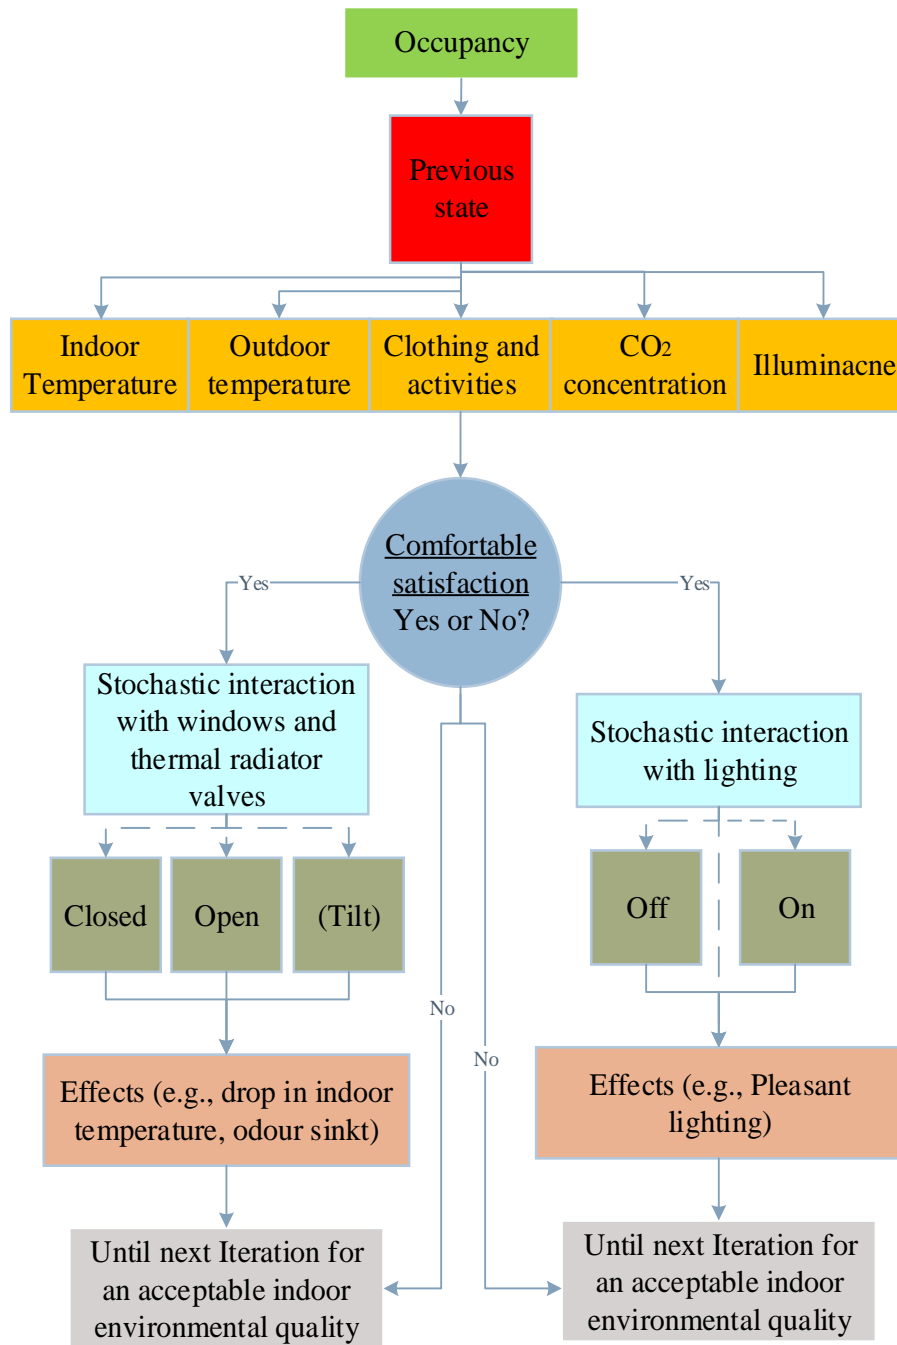 Occupancy
Previous
state
Indoor
Temperature
Outdoor
temperature
Clothing and
activities
CO2
concentration
Illuminacne
Comfortable
satisfaction
Yes or No?
Yes
Yes
Stochastic interaction
with windows and
thermal radiator
valves
Stochastic interaction
with lighting
Closed
Open
(Tilt)
Off
On
No
No
Effects (e.g., drop in indoor
temperature, odour sinkt)
Effects (e.g., Pleasant
lighting)
Until next Iteration for
an acceptable indoor
environmental quality
Until next Iteration for
an acceptable indoor
environmental quality